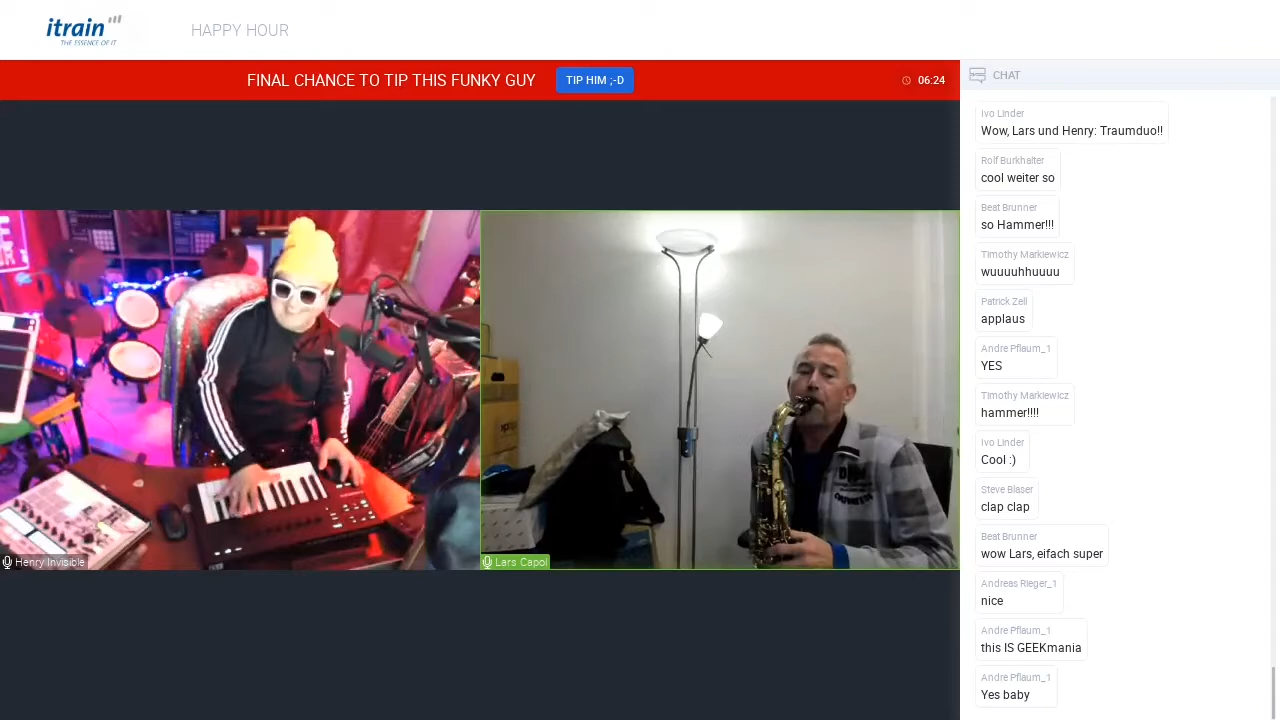 itrain
THE ESSENCE OF IT
HAPPY HOUR
FINAL CHANCE TO TIP THIS FUNKY GUY
TIP HIM ;-D
06:24
Henry Invisible
Lars Capol
CHAT
Ivo Linder
Wow, Lars und Henry: Traumduo!!
Rolf Burkhalter
cool weiter so
Beat Brunner
so Hammer!!!
Timothy Markiewicz
wuuuuhhuuuu
Patrick Zell
applaus
Andre Pflaum_1
YES
Timothy Markiewicz
hammer!!!!
Ivo Linder
Cool :)
Steve Blaser
clap clap
Beat Brunner
wow Lars, eifach super
Andreas Rieger_1
nice
Andre Pflaum_1
this IS GEEKmania
Andre Pflaum_1
Yes baby